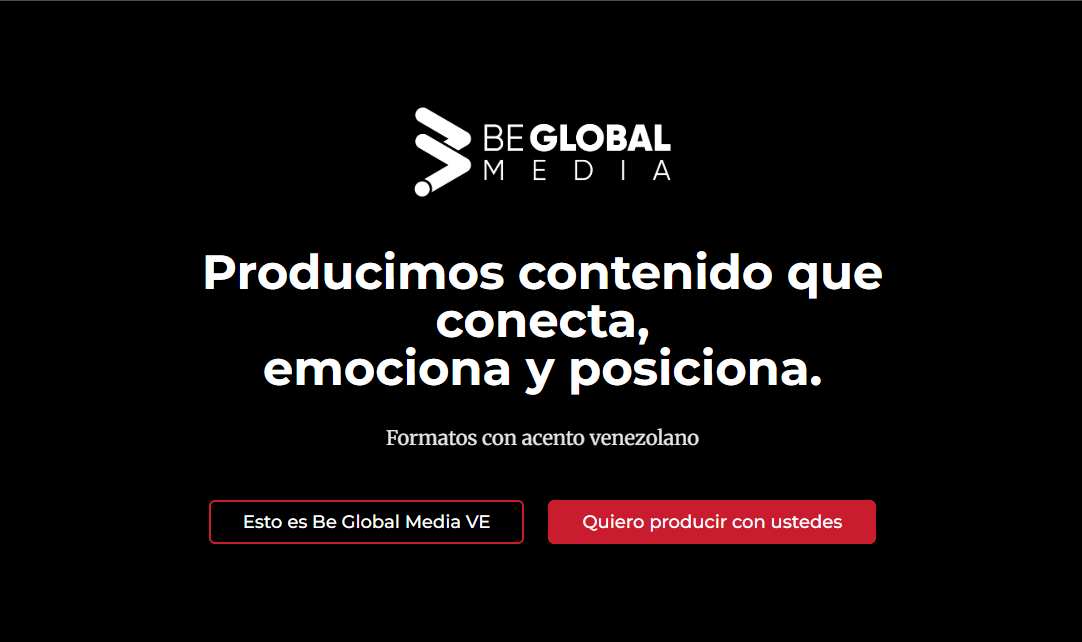 BE GLOBAL
MEDIA
Producimos contenido que
conecta,
emociona y posiciona.
Formatos con acento venezolano
Esto es Be Global Media VE
Quiero producir con ustedes